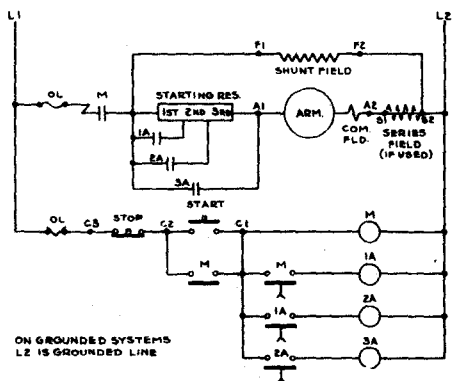 L1 L2
F1 F2
SHUNT FIELD
OL M STARTING RES. A1 ARM. A2 S1 S2
1ST 2ND 3RD
COM. FLD.
SERIES FIELD (IF USED)
1A
2A
3A
START
OL C3 STOP C2 C1 M
M M 1A
1A 2A
2A 3A
ON GROUNDED SYSTEMS
L2 IS GROUNDED LINE